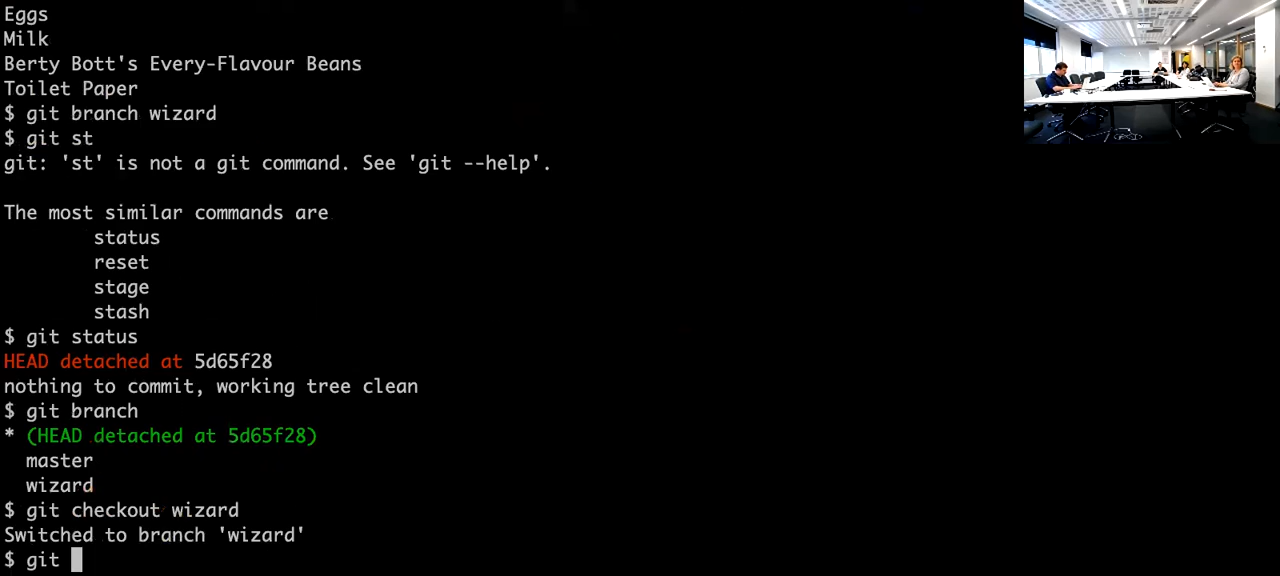 Eggs
Milk
Berty Bott's Every-Flavour Beans
Toilet Paper
$ git branch wizard
$ git st
git: 'st' is not a git command. See 'git --help'.
The most similar commands are
status
reset
stage
stash
$ git status
HEAD detached at 5d65f28
nothing to commit, working tree clean
$ git branch
* (HEAD detached at 5d65f28)
master
wizard
$ git checkout wizard
Switched to branch 'wizard'
$ git